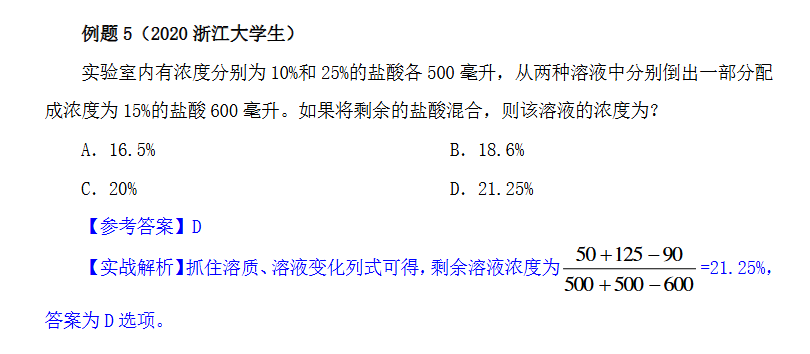 例题 5（2020 浙江大学生）
实验室内有浓度分别为 10%和 25%的盐酸各 500 毫升，从两种溶液中分别倒出一部分配
成浓度为 15%的盐酸 600 毫升。如果将剩余的盐酸混合，则该溶液的浓度为？
A. 16.5% B. 18.6%
C. 20% D. 21.25%
【参考答案】D
【实战解析】抓住溶质、溶液变化列式可得，剩余溶液浓度为 \frac{50+125-90}{500+500-600} =21.25%，
答案为 D 选项。